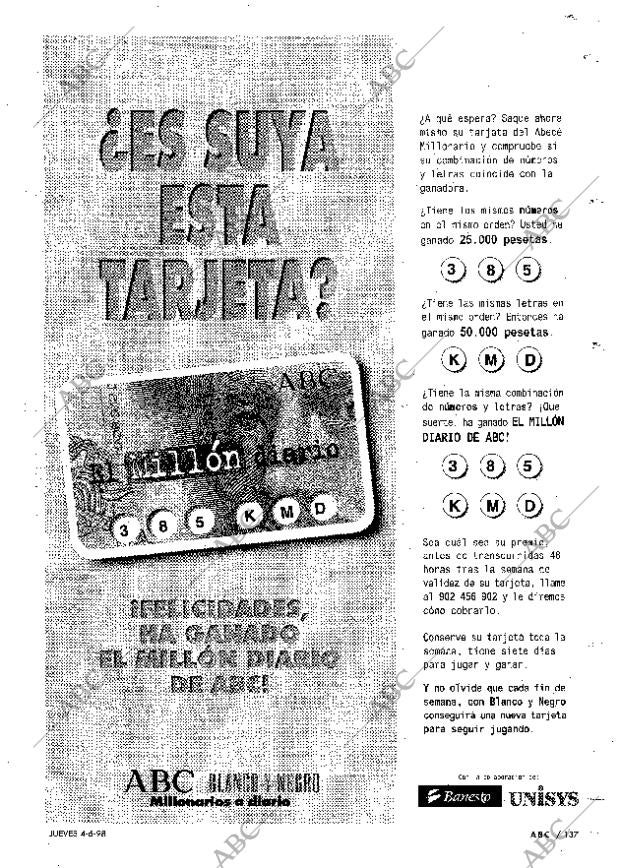 ¿ES SUYA
ESTA
TARJETA?
ABC
El Millón diario
3 8 5 K M D
¡FELICIDADES,
HA GANADO
EL MILLÓN DIARIO
DE ABC!
ABC BLANCO Y NEGRO
Millonarios a diario
¿A qué espera? Saque ahora
mismo su tarjeta del Abecé
Millonario y compruebe si
su combinación de números
y letras coincide con la
ganadora.
¿Tiene los mismos números
en el mismo orden? Usted ha
ganado 25.000 pesetas.
3 8 5
¿Tiene las mismas letras en
el mismo orden? Entonces ha
ganado 50.000 pesetas.
K M D
¿Tiene la misma combinación
de números y letras? ¡Qué
suerte, ha ganado EL MILLÓN
DIARIO DE ABC!
3 8 5
K M D
Sea cuál sea su premio,
antes de transcurridas 48
horas tras la semana de
validez de su tarjeta, llame
al 902 456 902 y le diremos
cómo cobrarlo.
Conserve su tarjeta toda la
semana, tiene siete días
para jugar y ganar.
Y no olvide que cada fin de
semana, con Blanco y Negro
conseguirá una nueva tarjeta
para seguir jugando.
Con la colaboración de:
Banesto UNISYS
JUEVES 4-6-98
ABC / 137